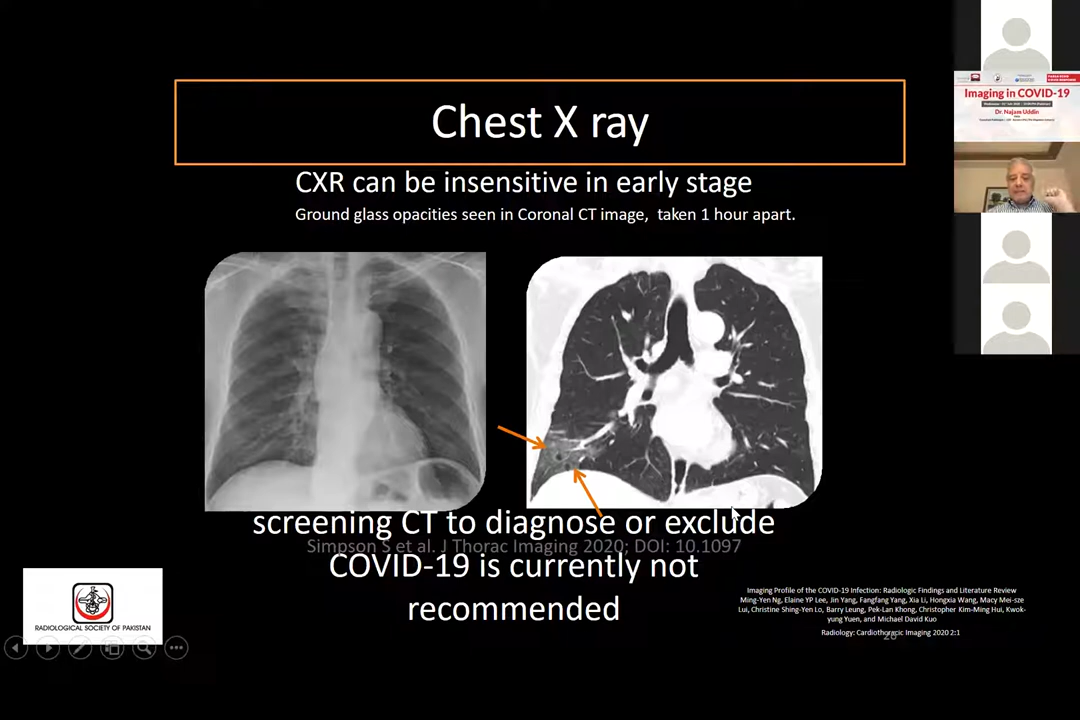 Chest X ray
CXR can be insensitive in early stage
Ground glass opacities seen in Coronal CT image, taken 1 hour apart.
screening CT to diagnose or exclude
Simpson S et al. J Thorac Imaging 2020; DOI: 10.1097
COVID-19 is currently not
recommended
RADIOLOGICAL SOCIETY OF PAKISTAN
Imaging Profile of the COVID-19 Infection: Radiologic Findings and Literature Review
Ming-Yen Ng, Elaine YP Lee, Jin Yang, Fangfang Yang, Xia Li, Hongxia Wang, Macy Mei-sze
Lui, Christine Shing-Yen Lo, Barry Leung, Pek-Lan Khong, Christopher Kim-Ming Hui, Kwok-
yung Yuen, and Michael David Kuo
Radiology: Cardiothoracic Imaging 2020 2:1
Imaging in COVID-19
Dr. Najam Uddin